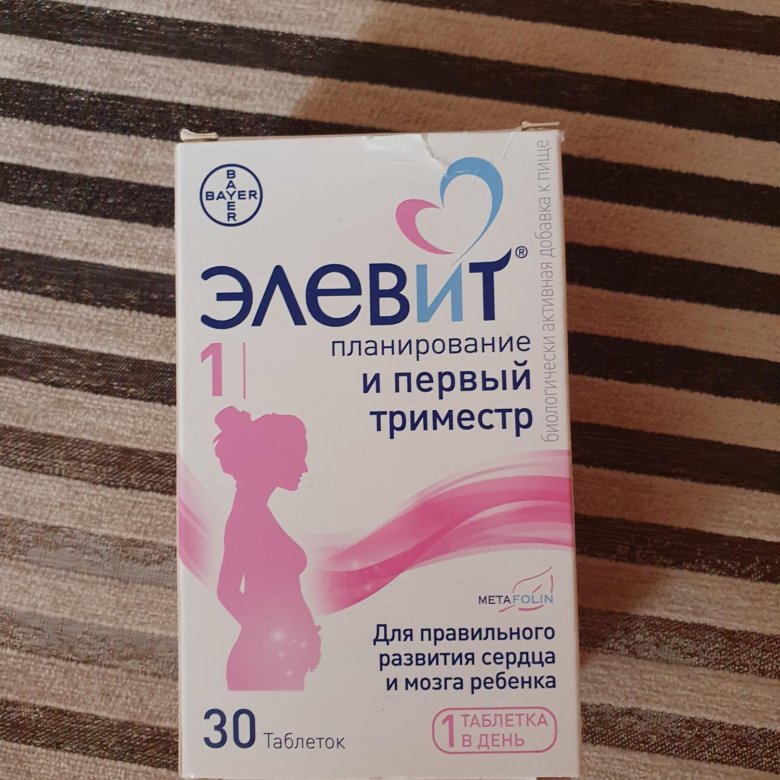 BAYER
BAYER
элевит®
1
планирование
и первый
триместр
биологически активная добавка к пище
METAFOLIN
Для правильного
развития сердца
и мозга ребенка
30 Таблеток
1 ТАБЛЕТКА
В ДЕНЬ